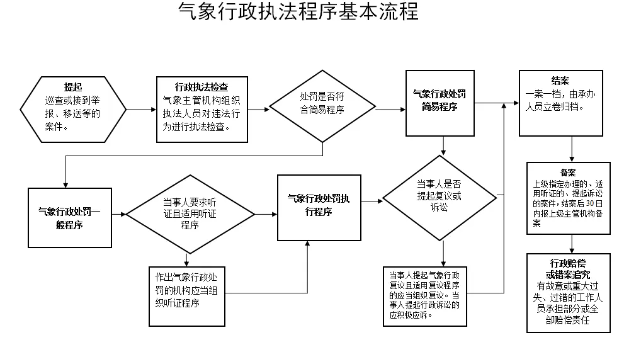 气象行政执法程序基本流程
提起
巡查或接到举
报、移送等的
案件。
行政执法检查
气象主管机构组织
执法人员对违法行
为进行执法检查。
处罚是否符
合简易程序
气象行政处罚
简易程序
结案
一案一档，由承办
人员立卷归档。
气象行政处罚一
般程序
当事人要求听
证且适用听证
程序
气象行政处罚执
行程序
当事人是否
提起复议或
诉讼
备案
上级指定办理的、适
用听证的、提起诉讼
的案件，结案后30日
内报上级主管机构备
案
作出气象行政处
罚的机构应当组
织听证程序
当事人提起气象行政
复议且适用复议程序
的应当组织复议。当
事人提起行政诉讼的
应积极应诉。
行政赔偿
或错案追究
有故意或重大过
失、过错的工作人
员承担部分或全
部赔偿责任